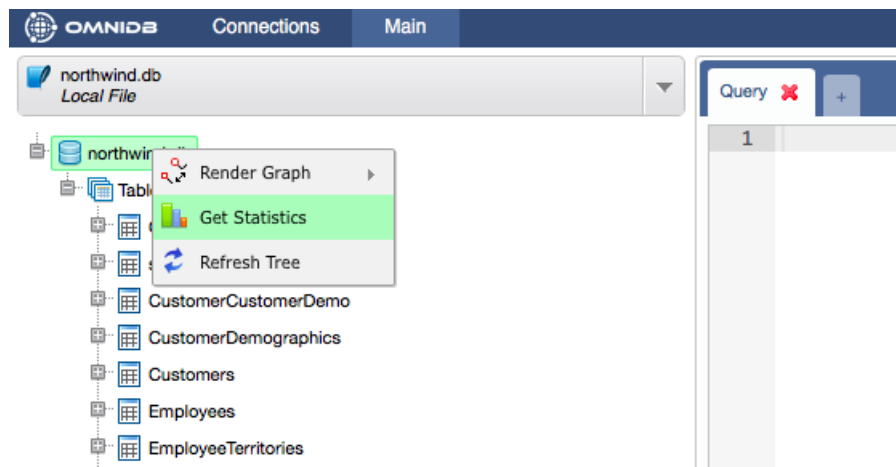 OMNIDB Connections Main
northwind.db
Local File
Query +
1
Render Graph
Get Statistics
Refresh Tree
CustomerCustomerDemo
CustomerDemographics
Customers
Employees
EmployeeTerritories